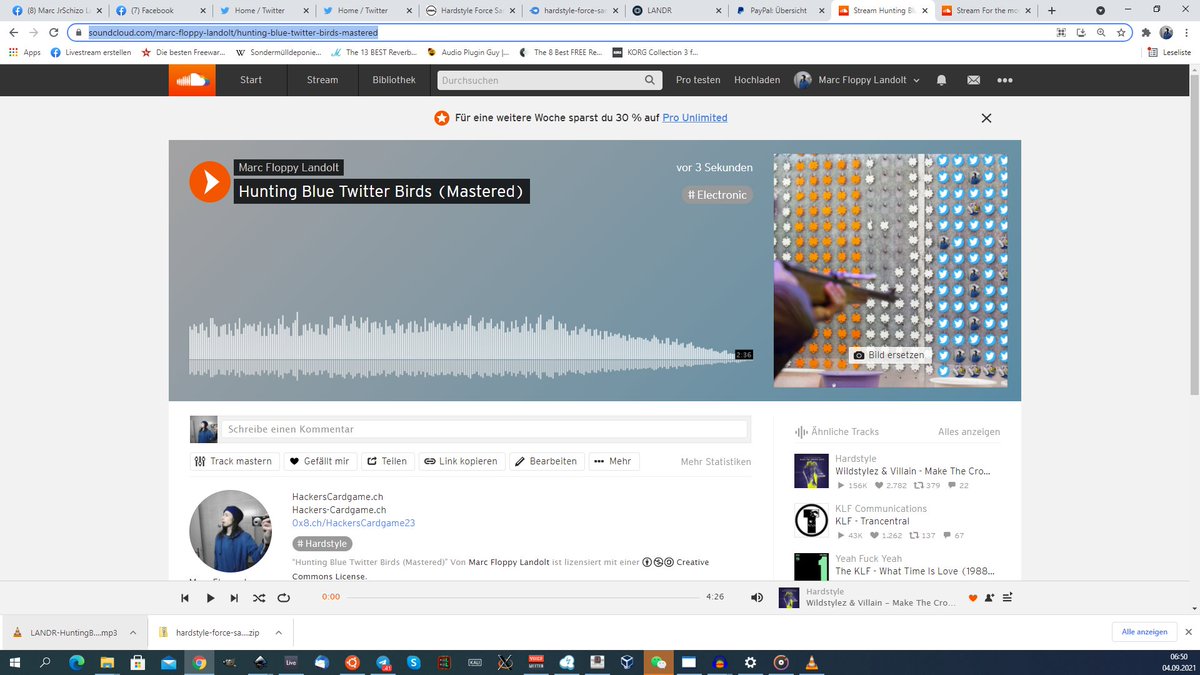 (8) Marc JrSchizo L
(7) Facebook
Home / Twitter
Home / Twitter
Hardstyle Force Sa
hardstyle-force-sa
LANDR
PayPal: Übersicht
Stream Hunting Bl
Stream For the mo
soundcloud.com/marc-floppy-landolt/hunting-blue-twitter-birds-mastered
Apps
Livestream erstellen
Die besten Freewar...
Sondermülldeponie...
The 13 BEST Reverb...
Audio Plugin Guy |...
The 8 Best FREE Re...
KORG Collection 3 f...
Leseliste
Start
Stream
Bibliothek
Durchsuchen
Pro testen
Hochladen
Marc Floppy Landolt
Für eine weitere Woche sparst du 30 % auf Pro Unlimited
Marc Floppy Landolt
Hunting Blue Twitter Birds (Mastered)
vor 3 Sekunden
# Electronic
2:36
Bild ersetzen
Schreibe einen Kommentar
Track mastern
Gefällt mir
Teilen
Link kopieren
Bearbeiten
Mehr
Mehr Statistiken
HackersCardgame.ch
Hackers-Cardgame.ch
0x8.ch/HackersCardgame23
# Hardstyle
"Hunting Blue Twitter Birds (Mastered)" Von Marc Floppy Landolt ist lizensiert mit einer Creative
Commons License.
Ähnliche Tracks
Alles anzeigen
Hardstyle
Wildstylez & Villain - Make The Cro...
156K 2.782 379 22
KLF Communications
KLF - Trancentral
43K 1.262 137 67
Yeah Fuck Yeah
The KLF - What Time Is Love (1988...
0:00
4:26
Hardstyle
Wildstylez & Villain – Make The Cro...
LANDR-HuntingB....mp3
hardstyle-force-sa....zip
Alle anzeigen
Live
06:50
04.09.2021